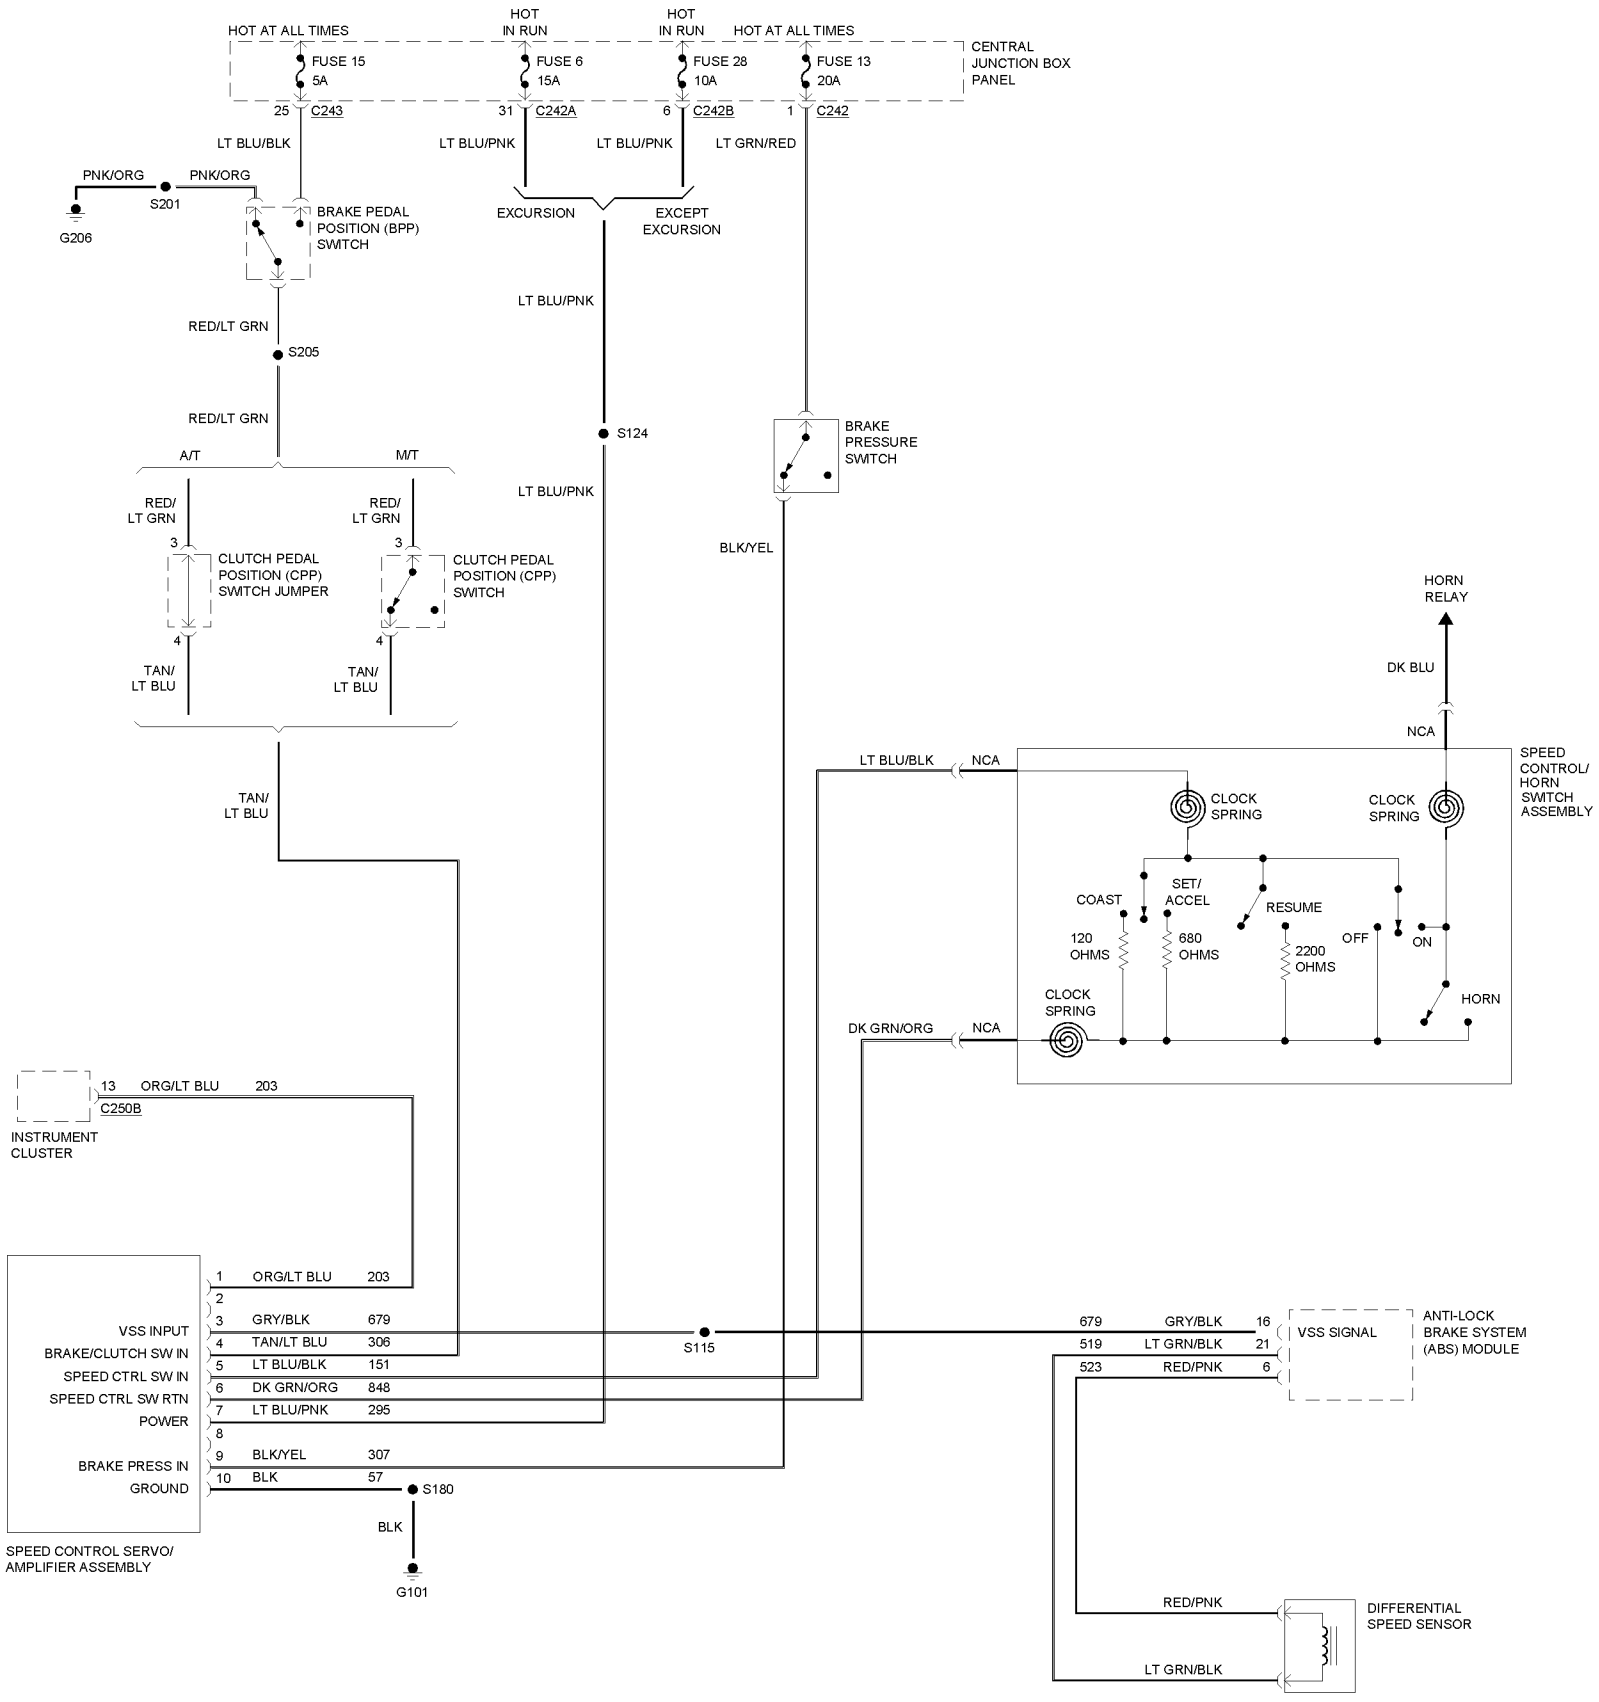 HOT AT ALL TIMES
HOT
IN RUN
HOT
IN RUN
HOT AT ALL TIMES
FUSE 15
5A
FUSE 6
15A
FUSE 28
10A
FUSE 13
20A
CENTRAL
JUNCTION BOX
PANEL
25 C243
31 C242A
6 C242B
1 C242
LT BLU/BLK
LT BLU/PNK
LT BLU/PNK
LT GRN/RED
PNK/ORG
PNK/ORG
S201
G206
BRAKE PEDAL
POSITION (BPP)
SWITCH
EXCURSION
EXCEPT
EXCURSION
LT BLU/PNK
RED/LT GRN
S205
RED/LT GRN
S124
BRAKE
PRESSURE
SWITCH
A/T
M/T
LT BLU/PNK
RED/
LT GRN
RED/
LT GRN
3
3
BLK/YEL
CLUTCH PEDAL
POSITION (CPP)
SWITCH JUMPER
CLUTCH PEDAL
POSITION (CPP)
SWITCH
4
4
TAN/
LT BLU
TAN/
LT BLU
HORN
RELAY
DK BLU
NCA
LT BLU/BLK
NCA
SPEED
CONTROL/
HORN
SWITCH
ASSEMBLY
TAN/
LT BLU
CLOCK
SPRING
CLOCK
SPRING
COAST
SET/
ACCEL
RESUME
120
OHMS
680
OHMS
2200
OHMS
OFF
ON
HORN
CLOCK
SPRING
DK GRN/ORG
NCA
13 ORG/LT BLU 203
C250B
INSTRUMENT
CLUSTER
1 ORG/LT BLU 203
2
VSS INPUT 3 GRY/BLK 679
BRAKE/CLUTCH SW IN 4 TAN/LT BLU 306
SPEED CTRL SW IN 5 LT BLU/BLK 151
SPEED CTRL SW RTN 6 DK GRN/ORG 848
POWER 7 LT BLU/PNK 295
8
BRAKE PRESS IN 9 BLK/YEL 307
GROUND 10 BLK 57
S180
BLK
G101
SPEED CONTROL SERVO/
AMPLIFIER ASSEMBLY
S115
679 GRY/BLK 16
519 LT GRN/BLK 21
523 RED/PNK 6
VSS SIGNAL
ANTI-LOCK
BRAKE SYSTEM
(ABS) MODULE
RED/PNK
DIFFERENTIAL
SPEED SENSOR
LT GRN/BLK